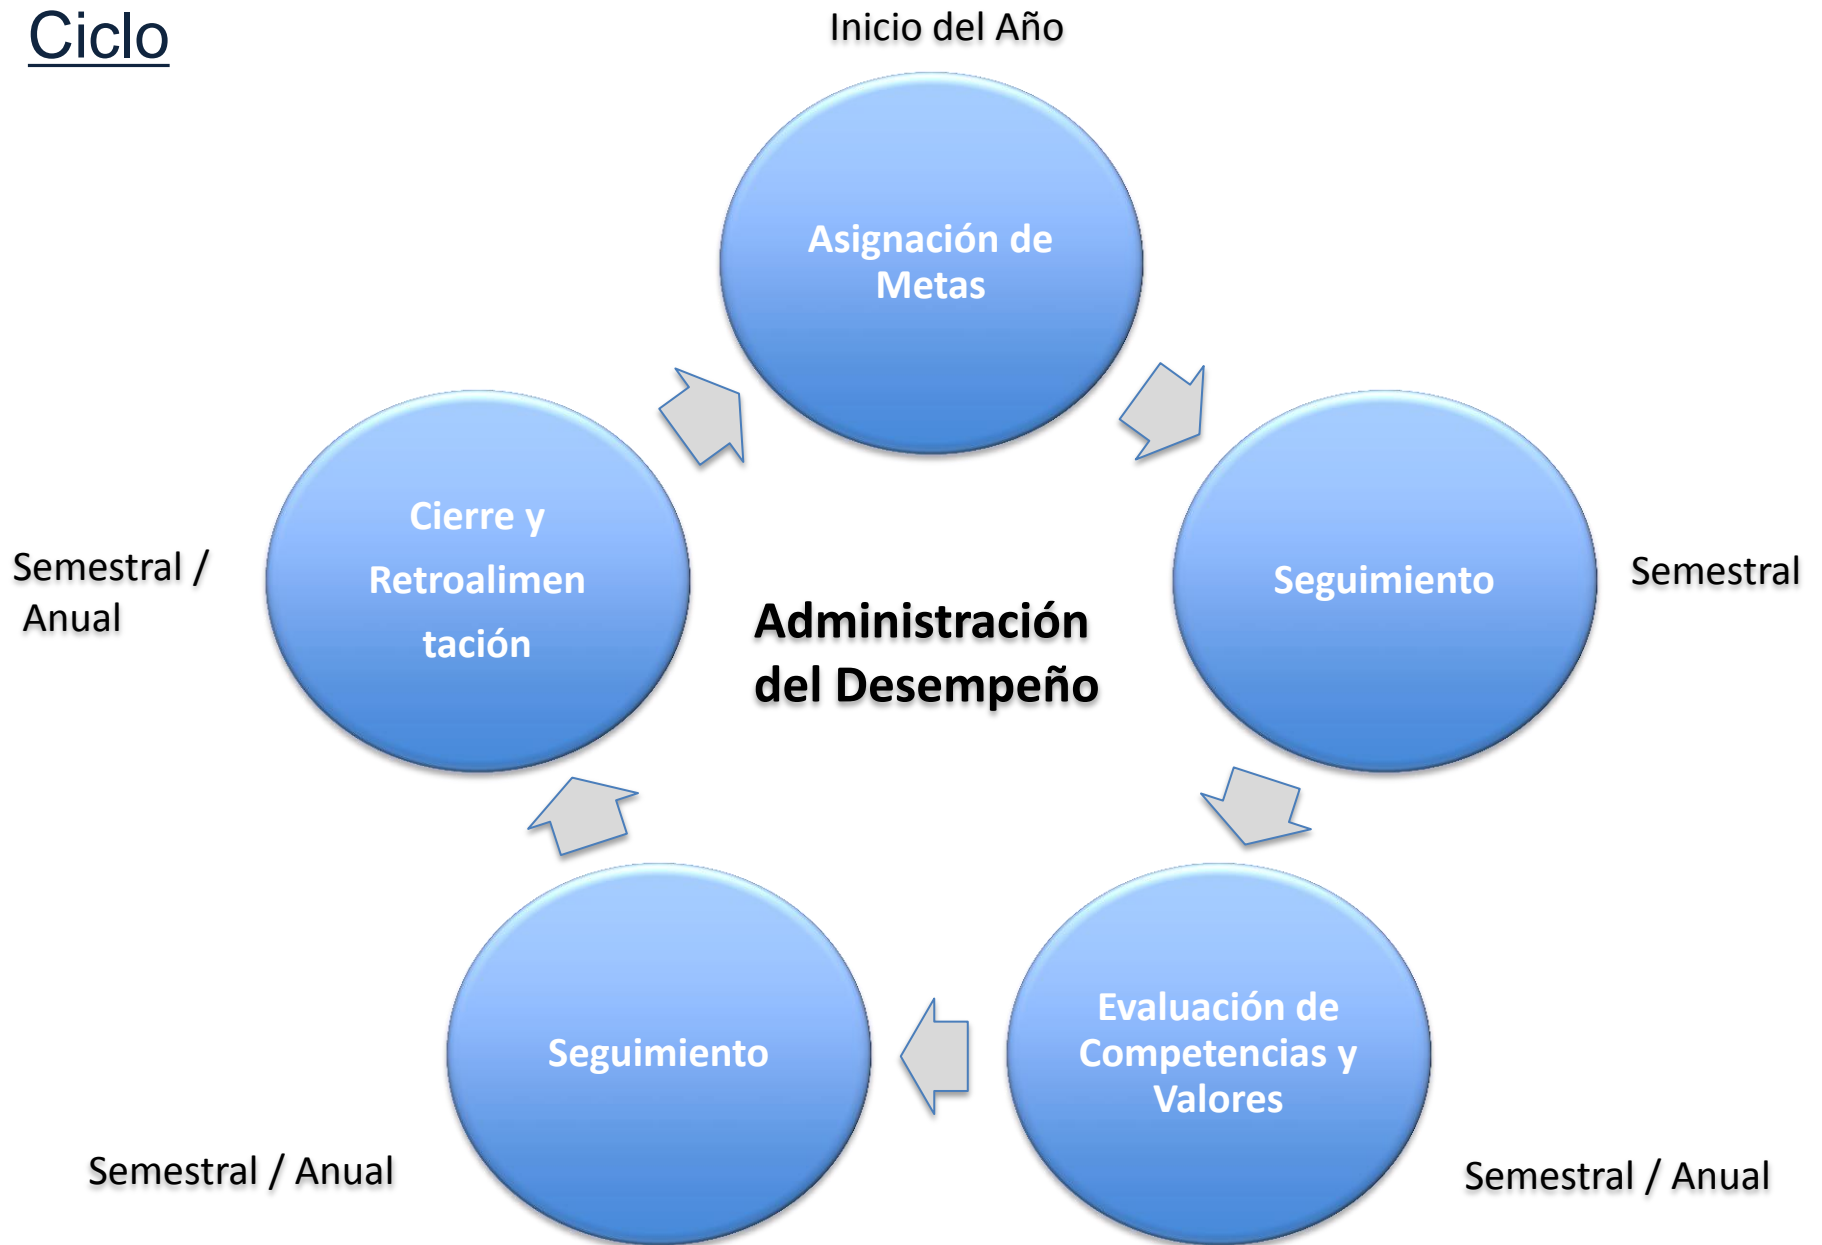 Ciclo
Inicio del Año
Asignación de
Metas
Cierre y
Retroalimen
tación
Semestral /
Anual
Seguimiento
Semestral
Administración
del Desempeño
Seguimiento
Evaluación de
Competencias y
Valores
Semestral / Anual
Semestral / Anual